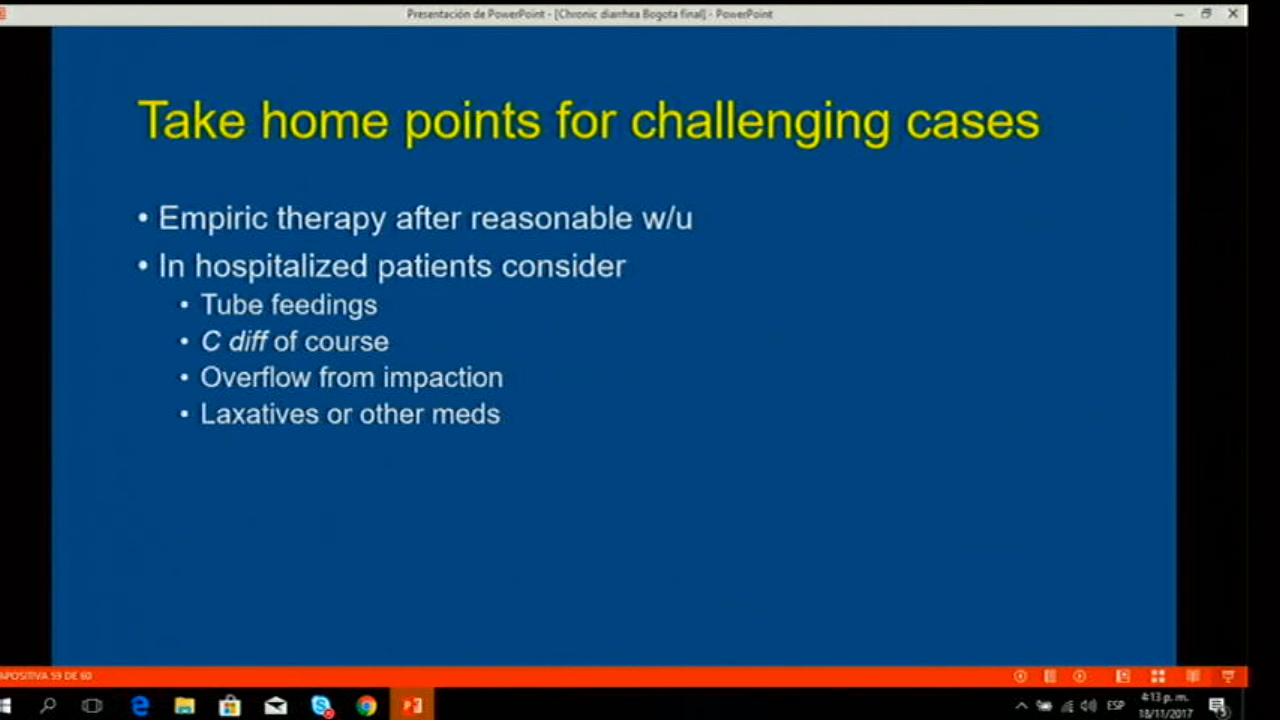 Presentación de PowerPoint - [Chronic diarrhea Bogota final] - PowerPoint
Take home points for challenging cases
• Empiric therapy after reasonable w/u
• In hospitalized patients consider
• Tube feedings
• C diff of course
• Overflow from impaction
• Laxatives or other meds
APOSITIVA 59 DE 60
ESP
4:13 p. m.
18/11/2017